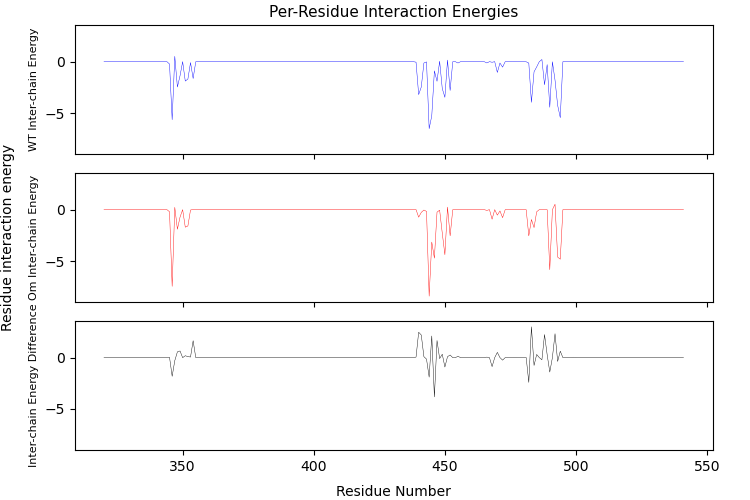 Per-Residue Interaction Energies
Residue interaction energy
WT Inter-chain Energy
0
−5
Om Inter-chain Energy
0
−5
Inter-chain Energy Difference
0
−5
350
400
450
500
550
Residue Number